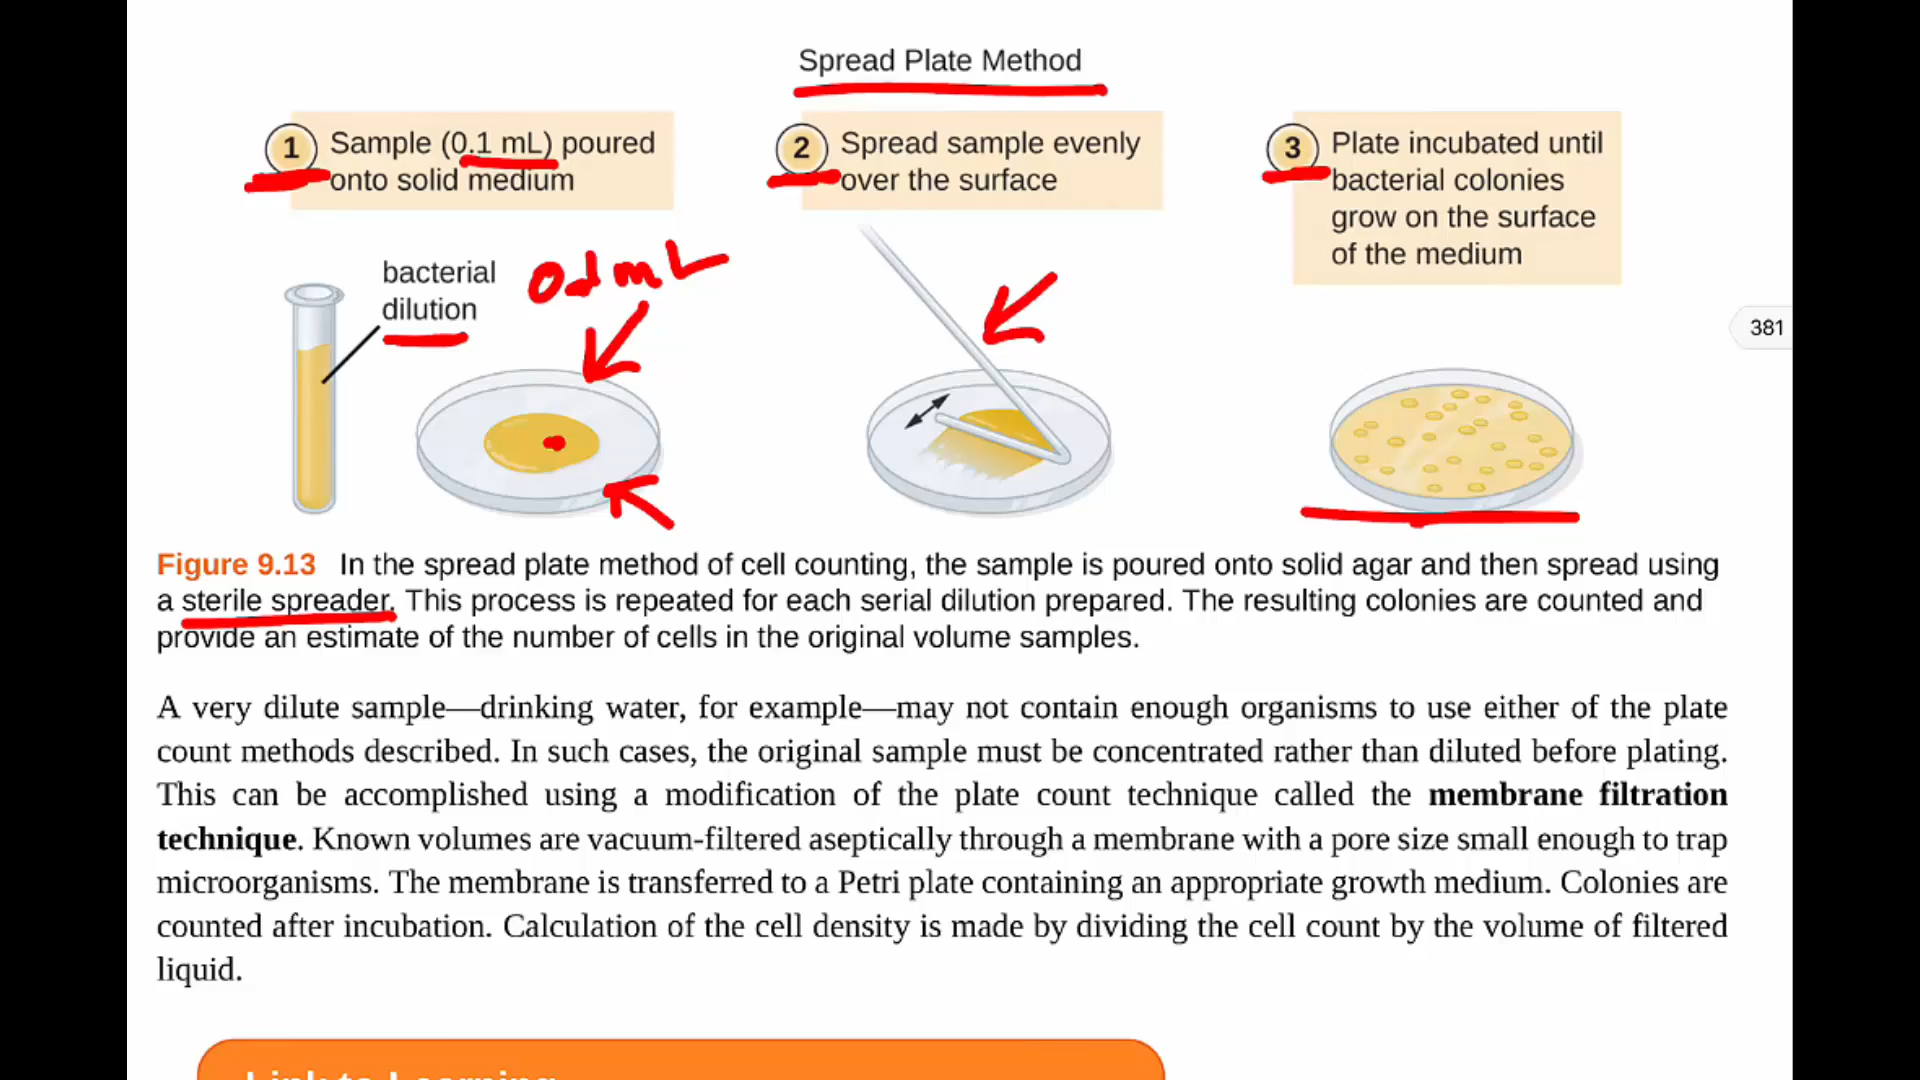 Spread Plate Method
1 Sample (0.1 mL) poured
onto solid medium
2 Spread sample evenly
over the surface
3 Plate incubated until
bacterial colonies
grow on the surface
of the medium
bacterial
dilution
0.1 mL
381
Figure 9.13 In the spread plate method of cell counting, the sample is poured onto solid agar and then spread using
a sterile spreader. This process is repeated for each serial dilution prepared. The resulting colonies are counted and
provide an estimate of the number of cells in the original volume samples.
A very dilute sample—drinking water, for example—may not contain enough organisms to use either of the plate
count methods described. In such cases, the original sample must be concentrated rather than diluted before plating.
This can be accomplished using a modification of the plate count technique called the membrane filtration
technique. Known volumes are vacuum-filtered aseptically through a membrane with a pore size small enough to trap
microorganisms. The membrane is transferred to a Petri plate containing an appropriate growth medium. Colonies are
counted after incubation. Calculation of the cell density is made by dividing the cell count by the volume of filtered
liquid.
Link to Learning